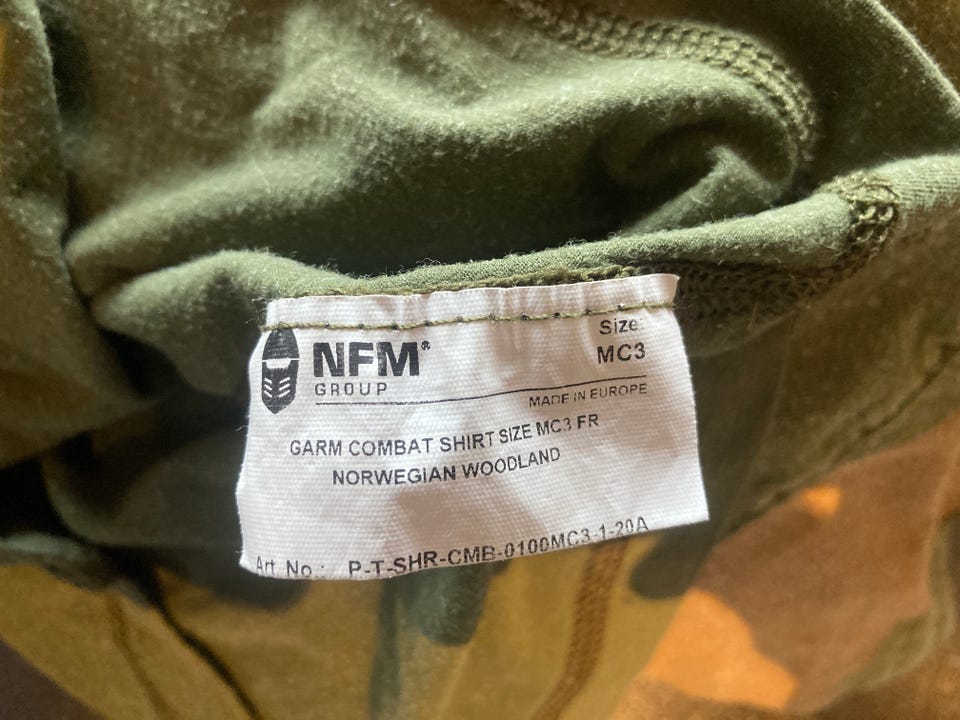 NFM®
GROUP
Size:
MC3
MADE IN EUROPE
GARM COMBAT SHIRT SIZE MC3 FR
NORWEGIAN WOODLAND
Art. No.: P-T-SHR-CMB-0100MC3-1-20A